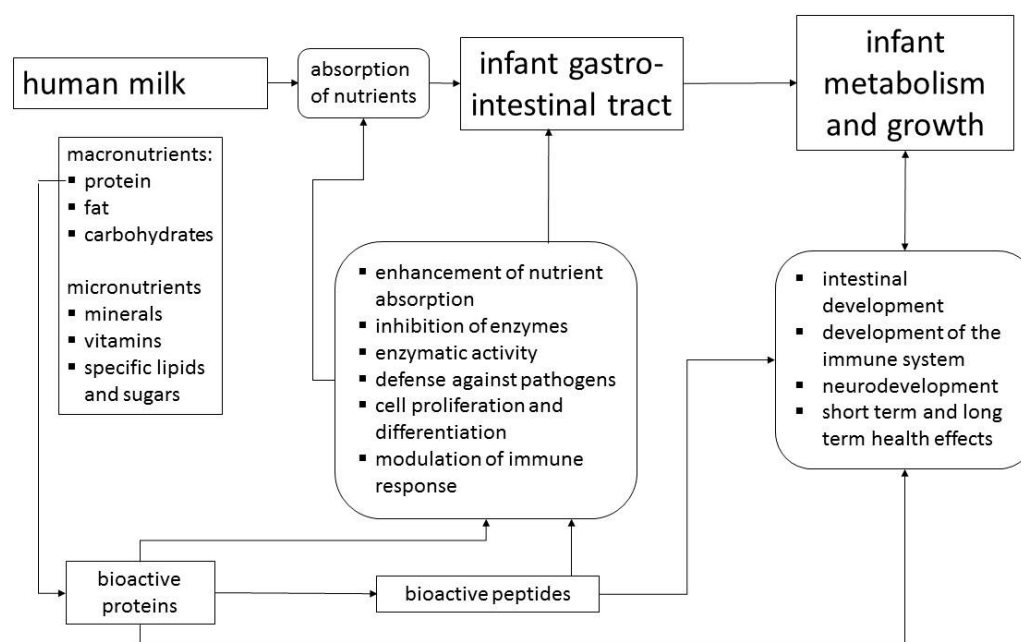 human milk
absorption
of nutrients
infant gastro-
intestinal tract
infant
metabolism
and growth
macronutrients:
▪ protein
▪ fat
▪ carbohydrates
micronutrients
▪ minerals
▪ vitamins
▪ specific lipids
and sugars
▪ enhancement of nutrient
absorption
▪ inhibition of enzymes
▪ enzymatic activity
▪ defense against pathogens
▪ cell proliferation and
differentiation
▪ modulation of immune
response
▪ intestinal
development
▪ development of the
immune system
▪ neurodevelopment
▪ short term and long
term health effects
bioactive
proteins
bioactive peptides